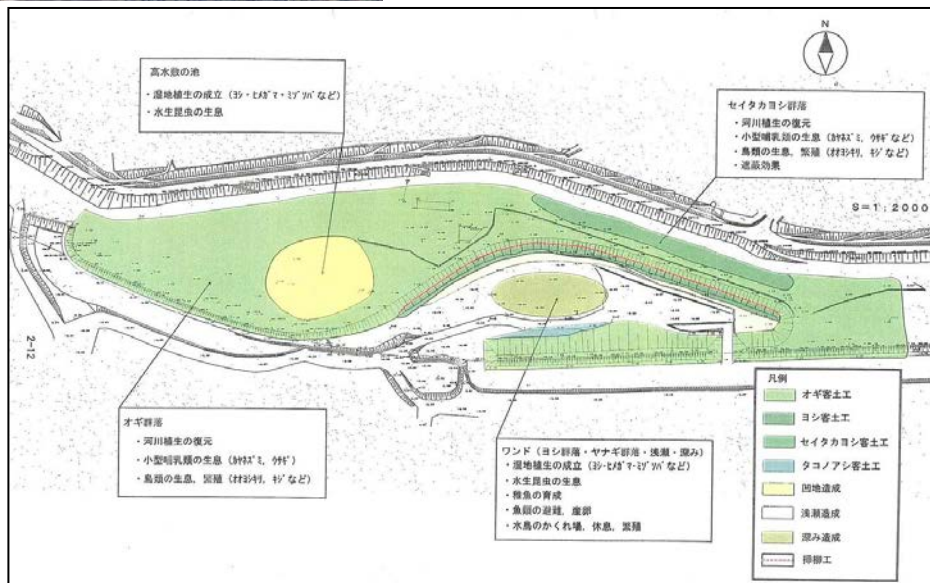 N
高水敷の池
・湿地植生の成立（ヨシ・ヒメガマ・ミゾソバなど）
・水生昆虫の生息
セイタカヨシ群落
・河川植生の復元
・小型哺乳類の生息（カヤネズミ、ウサギなど）
・鳥類の生息、繁殖（オオヨシキリ、キジなど）
・遮蔽効果
S=1:2000
2-12
オギ群落
・河川植生の復元
・小型哺乳類の生息（カヤネズミ、ウサギ）
・鳥類の生息、繁殖（オオヨシキリ、キジなど）
ワンド（ヨシ群落・ヤナギ群落・浅瀬・深み）
・湿地植生の成立（ヨシ・ヒメガマ・ミゾソバなど）
・水生昆虫の生息
・稚魚の育成
・魚類の避難、産卵
・水鳥のかくれ場、休息、繁殖
凡例
オギ客土工
ヨシ客土工
セイタカヨシ客土工
タコノアシ客土工
凹地造成
浅瀬造成
深み造成
掃柳工